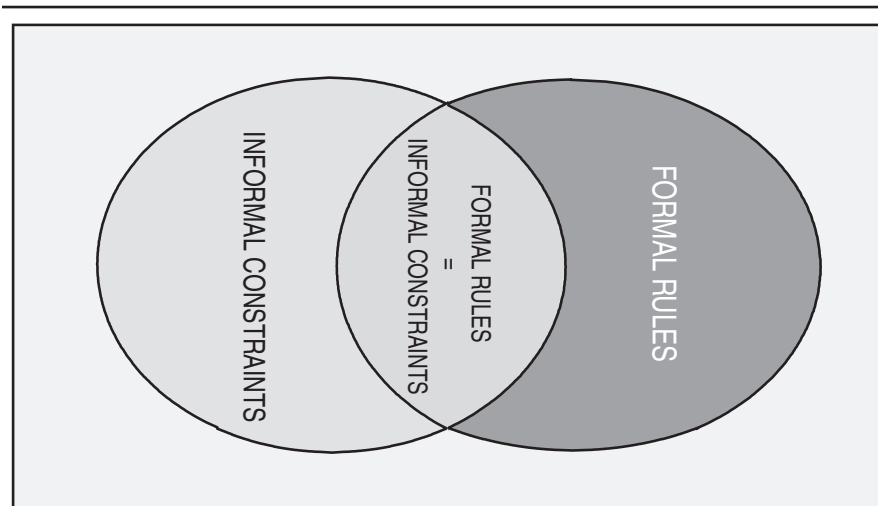 FORMAL RULES
FORMAL RULES
=
INFORMAL CONSTRAINTS
INFORMAL CONSTRAINTS